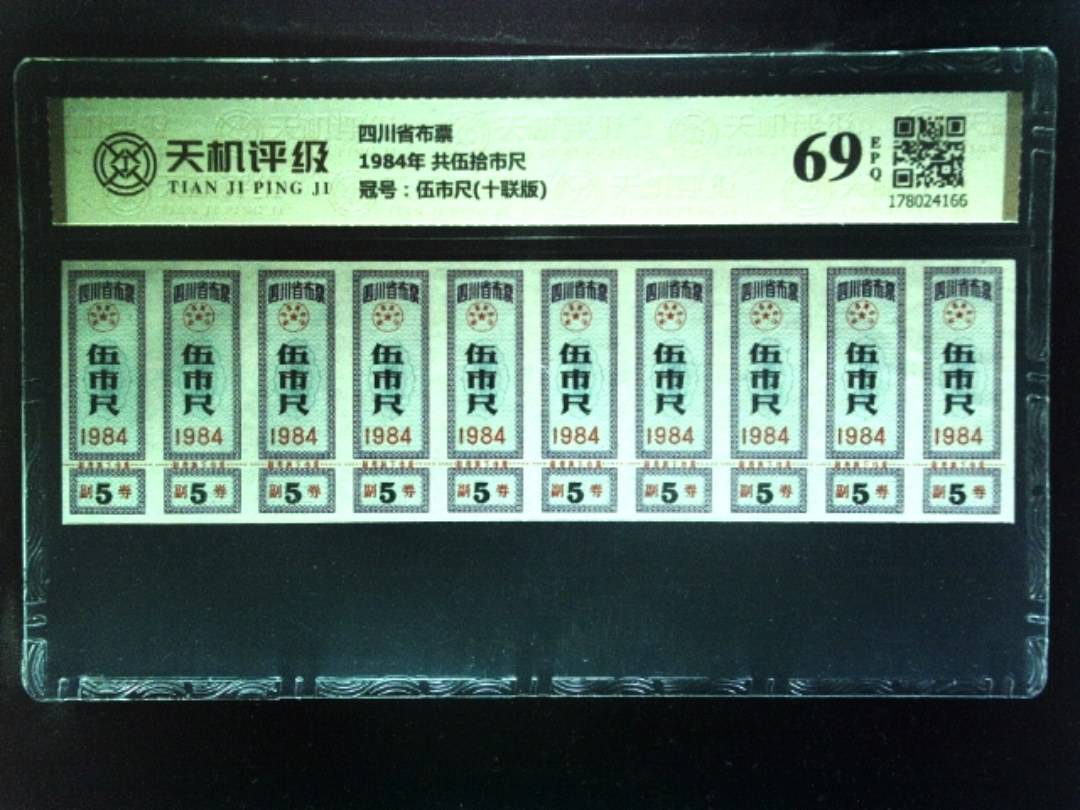 天机评级
TIAN JI PING JI
四川省布票
1984年 共伍拾市尺
冠号：伍市尺(十联版)
69
EPQ
178024166
四川省布票 四川省布票 四川省布票 四川省布票 四川省布票 四川省布票 四川省布票 四川省布票 四川省布票 四川省布票
伍市尺 伍市尺 伍市尺 伍市尺 伍市尺 伍市尺 伍市尺 伍市尺 伍市尺 伍市尺
1984 1984 1984 1984 1984 1984 1984 1984 1984 1984
副5券 副5券 副5券 副5券 副5券 副5券 副5券 副5券 副5券 副5券